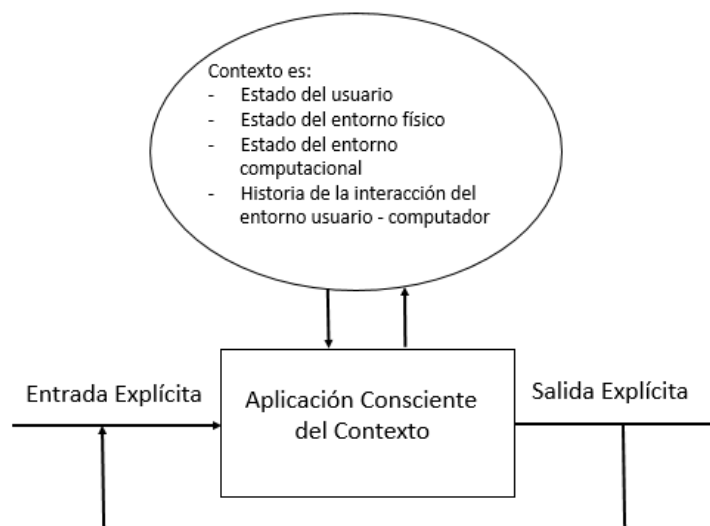 Contexto es:
- Estado del usuario
- Estado del entorno físico
- Estado del entorno
computacional
- Historia de la interacción del
entorno usuario - computador
Entrada Explícita
Aplicación Consciente
del Contexto
Salida Explícita